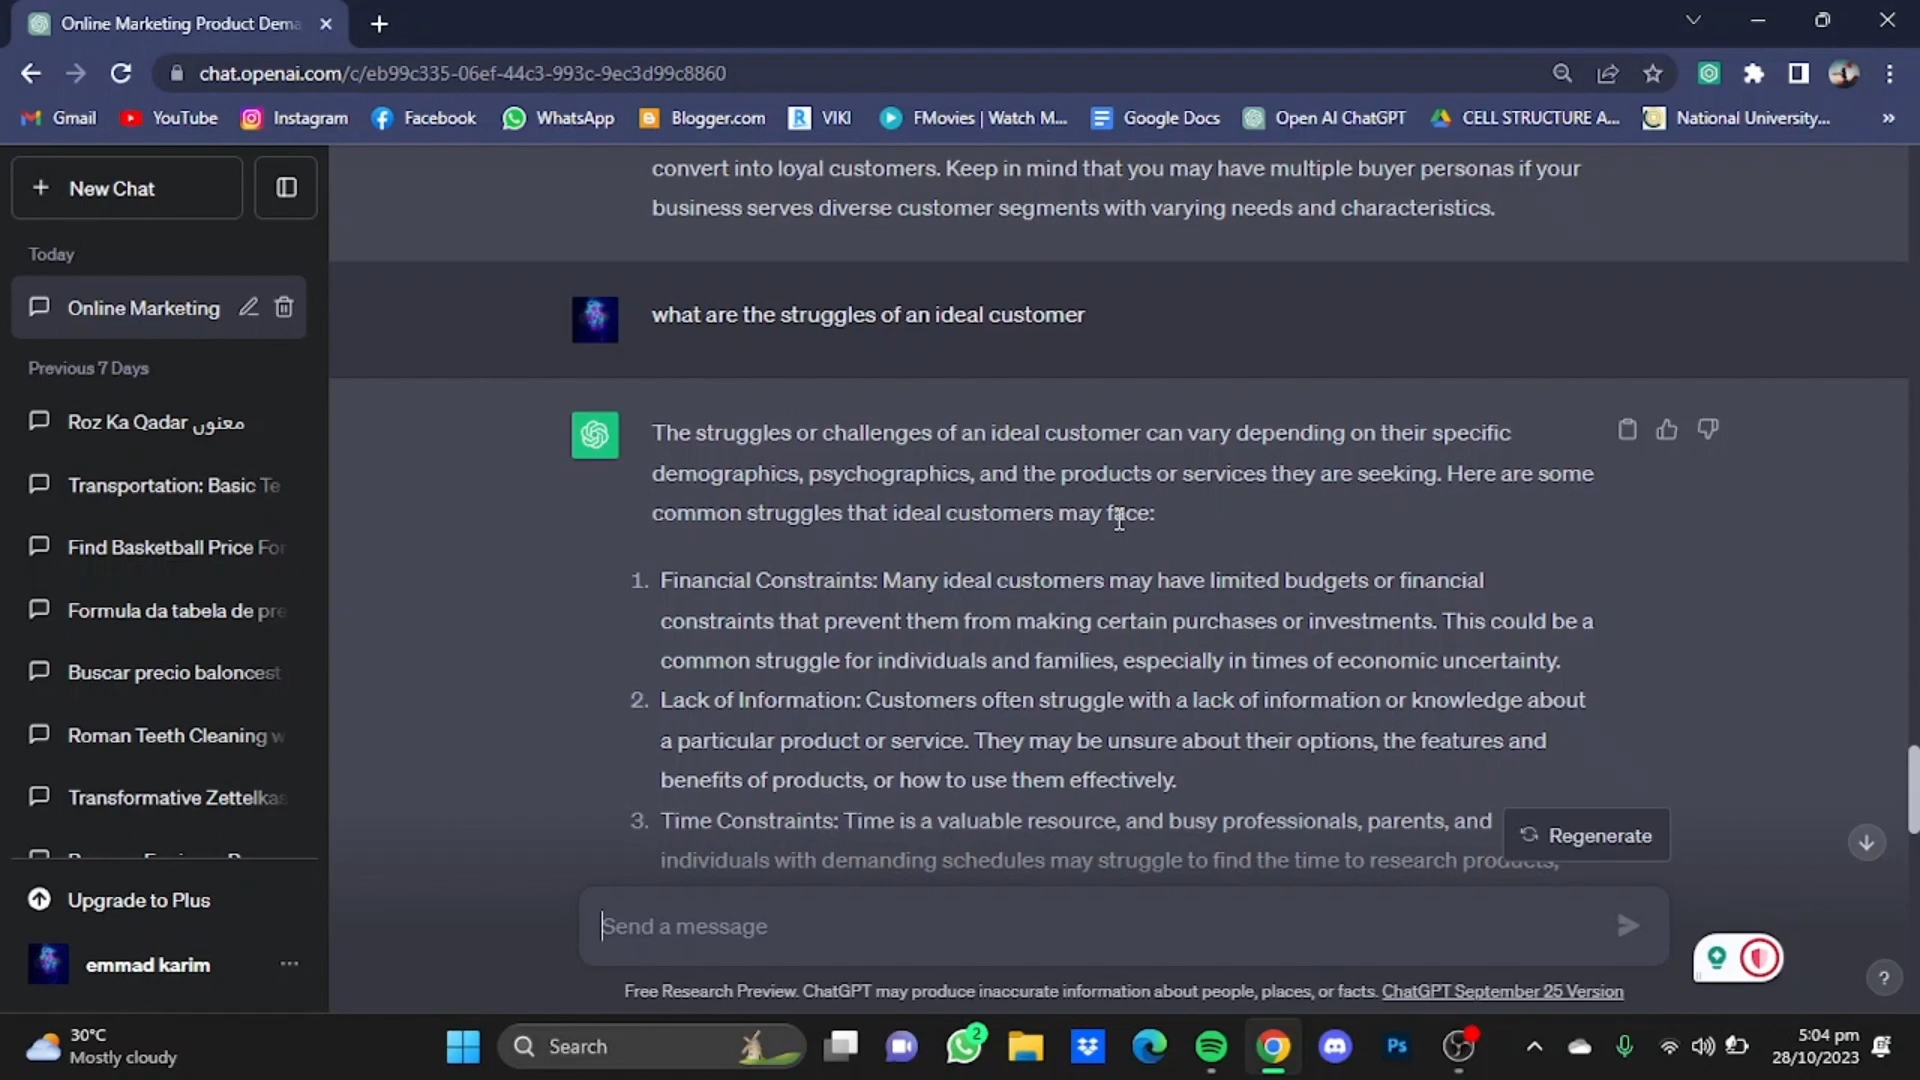 Online Marketing Product Dema
chat.openai.com/c/eb99c335-06ef-44c3-993c-9ec3d99c8860
Gmail YouTube Instagram Facebook WhatsApp Blogger.com VIKI FMovies | Watch M... Google Docs Open AI ChatGPT CELL STRUCTURE A... National University... »
+ New Chat
Today
Online Marketing
Previous 7 Days
Roz Ka Qadar معنوں
Transportation: Basic Te
Find Basketball Price For
Formula da tabela de pre
Buscar precio baloncest
Roman Teeth Cleaning w
Transformative Zettelkas
Upgrade to Plus
emmad karim ...
convert into loyal customers. Keep in mind that you may have multiple buyer personas if your
business serves diverse customer segments with varying needs and characteristics.
what are the struggles of an ideal customer
The struggles or challenges of an ideal customer can vary depending on their specific
demographics, psychographics, and the products or services they are seeking. Here are some
common struggles that ideal customers may face:
1. Financial Constraints: Many ideal customers may have limited budgets or financial
constraints that prevent them from making certain purchases or investments. This could be a
common struggle for individuals and families, especially in times of economic uncertainty.
2. Lack of Information: Customers often struggle with a lack of information or knowledge about
a particular product or service. They may be unsure about their options, the features and
benefits of products, or how to use them effectively.
3. Time Constraints: Time is a valuable resource, and busy professionals, parents, and
individuals with demanding schedules may struggle to find the time to research products,
Regenerate
Send a message
Free Research Preview. ChatGPT may produce inaccurate information about people, places, or facts. ChatGPT September 25 Version
?
30°C
Mostly cloudy
Search
2
Ps
5:04 pm
28/10/2023